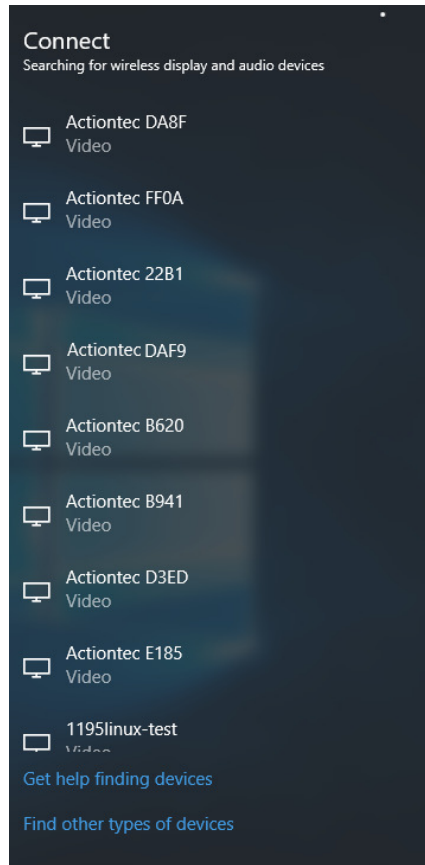 Connect
Searching for wireless display and audio devices
Actiontec DA8F
Video
Actiontec FF0A
Video
Actiontec 22B1
Video
Actiontec DAF9
Video
Actiontec B620
Video
Actiontec B941
Video
Actiontec D3ED
Video
Actiontec E185
Video
1195linux-test
Video
Get help finding devices
Find other types of devices